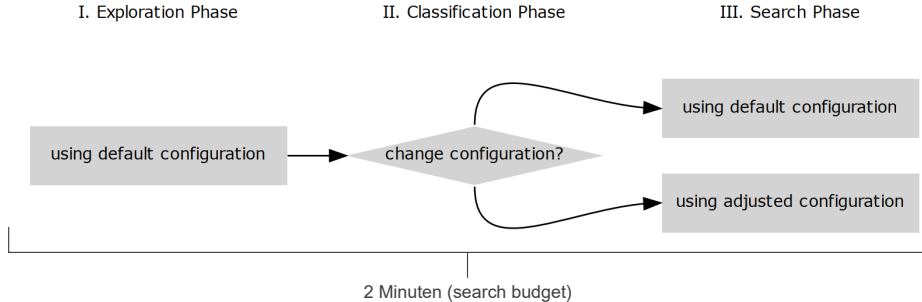 I. Exploration Phase
II. Classification Phase
III. Search Phase
using default configuration
change configuration?
using default configuration
using adjusted configuration
2 Minuten (search budget)